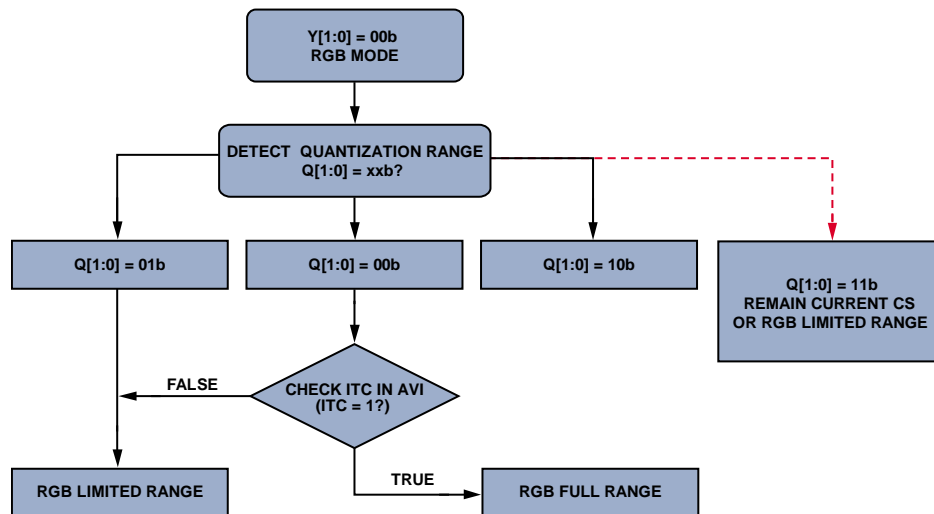 Y[1:0] = 00b
RGB MODE
DETECT QUANTIZATION RANGE
Q[1:0] = xxb?
Q[1:0] = 01b
Q[1:0] = 00b
Q[1:0] = 10b
Q[1:0] = 11b
REMAIN CURRENT CS
OR RGB LIMITED RANGE
FALSE
CHECK ITC IN AVI
(ITC = 1?)
TRUE
RGB LIMITED RANGE
RGB FULL RANGE